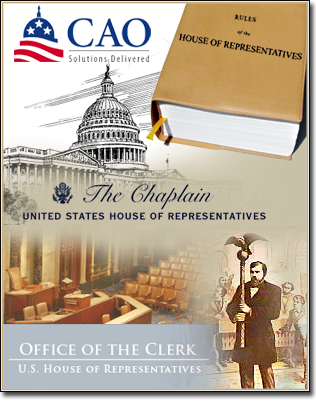 CAO
Solutions Delivered
RULES
of the
HOUSE OF REPRESENTATIVES
The Chaplain
UNITED STATES HOUSE OF REPRESENTATIVES
OFFICE OF THE CLERK
U.S. HOUSE OF REPRESENTATIVES